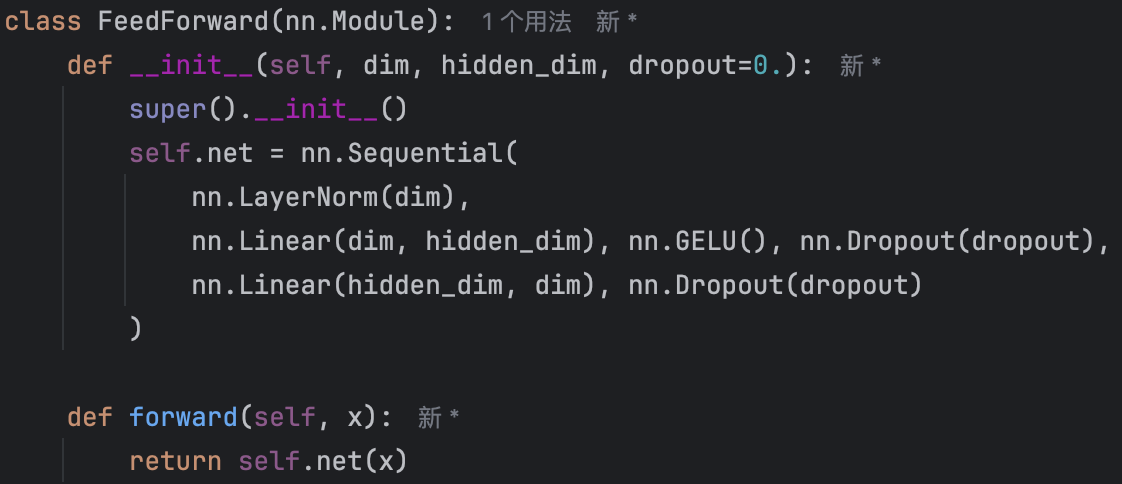 class FeedForward(nn.Module): 1个用法 新*
    def __init__(self, dim, hidden_dim, dropout=0.): 新*
        super().__init__()
        self.net = nn.Sequential(
            nn.LayerNorm(dim),
            nn.Linear(dim, hidden_dim), nn.GELU(), nn.Dropout(dropout),
            nn.Linear(hidden_dim, dim), nn.Dropout(dropout)
        )
    def forward(self, x): 新*
        return self.net(x)